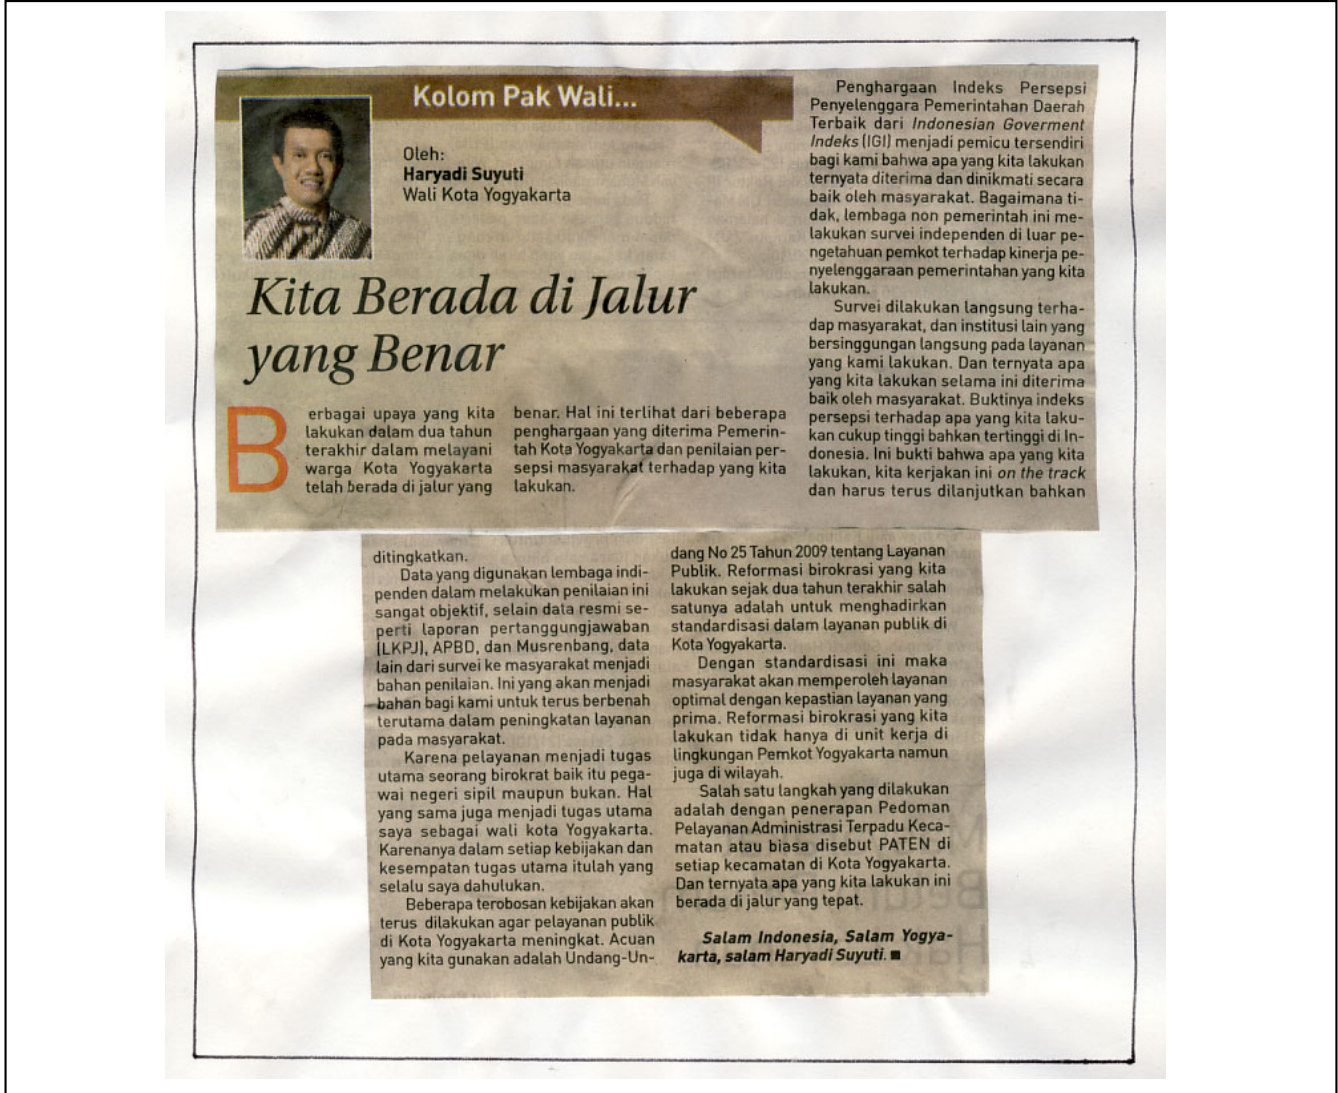 Kolom Pak Wali...
Oleh:
Haryadi Suyuti
Wali Kota Yogyakarta
Kita Berada di Jalur
yang Benar
Berbagai upaya yang kita
lakukan dalam dua tahun
terakhir dalam melayani
warga Kota Yogyakarta
telah berada di jalur yang
benar. Hal ini terlihat dari beberapa
penghargaan yang diterima Pemerin-
tah Kota Yogyakarta dan penilaian per-
sepsi masyarakat terhadap yang kita
lakukan.
Penghargaan Indeks Persepsi
Penyelenggara Pemerintahan Daerah
Terbaik dari Indonesian Goverment
Indeks (IGI) menjadi pemicu tersendiri
bagi kami bahwa apa yang kita lakukan
ternyata diterima dan dinikmati secara
baik oleh masyarakat. Bagaimana ti-
dak, lembaga non pemerintah ini me-
lakukan survei independen di luar pe-
ngetahuan pemkot terhadap kinerja pe-
nyelenggaraan pemerintahan yang kita
lakukan.
Survei dilakukan langsung terha-
dap masyarakat, dan institusi lain yang
bersinggungan langsung pada layanan
yang kami lakukan. Dan ternyata apa
yang kita lakukan selama ini diterima
baik oleh masyarakat. Buktinya indeks
persepsi terhadap apa yang kita laku-
kan cukup tinggi bahkan tertinggi di In-
donesia. Ini bukti bahwa apa yang kita
lakukan, kita kerjakan ini on the track
dan harus terus dilanjutkan bahkan
ditingkatkan.
Data yang digunakan lembaga indi-
penden dalam melakukan penilaian ini
sangat objektif, selain data resmi se-
perti laporan pertanggungjawaban
(LKPJ), APBD, dan Musrenbang, data
lain dari survei ke masyarakat menjadi
bahan penilaian. Ini yang akan menjadi
bahan bagi kami untuk terus berbenah
terutama dalam peningkatan layanan
pada masyarakat.
Karena pelayanan menjadi tugas
utama seorang birokrat baik itu pega-
wai negeri sipil maupun bukan. Hal
yang sama juga menjadi tugas utama
saya sebagai wali kota Yogyakarta.
Karenanya dalam setiap kebijakan dan
kesempatan tugas utama itulah yang
selalu saya dahulukan.
Beberapa terobosan kebijakan akan
terus dilakukan agar pelayanan publik
di Kota Yogyakarta meningkat. Acuan
yang kita gunakan adalah Undang-Un-
dang No 25 Tahun 2009 tentang Layanan
Publik. Reformasi birokrasi yang kita
lakukan sejak dua tahun terakhir salah
satunya adalah untuk menghadirkan
standardisasi dalam layanan publik di
Kota Yogyakarta.
Dengan standardisasi ini maka
masyarakat akan memperoleh layanan
optimal dengan kepastian layanan yang
prima. Reformasi birokrasi yang kita
lakukan tidak hanya di unit kerja di
lingkungan Pemkot Yogyakarta namun
juga di wilayah.
Salah satu langkah yang dilakukan
adalah dengan penerapan Pedoman
Pelayanan Administrasi Terpadu Keca-
matan atau biasa disebut PATEN di
setiap kecamatan di Kota Yogyakarta.
Dan ternyata apa yang kita lakukan ini
berada di jalur yang tepat.
Salam Indonesia, Salam Yogya-
karta, salam Haryadi Suyuti.